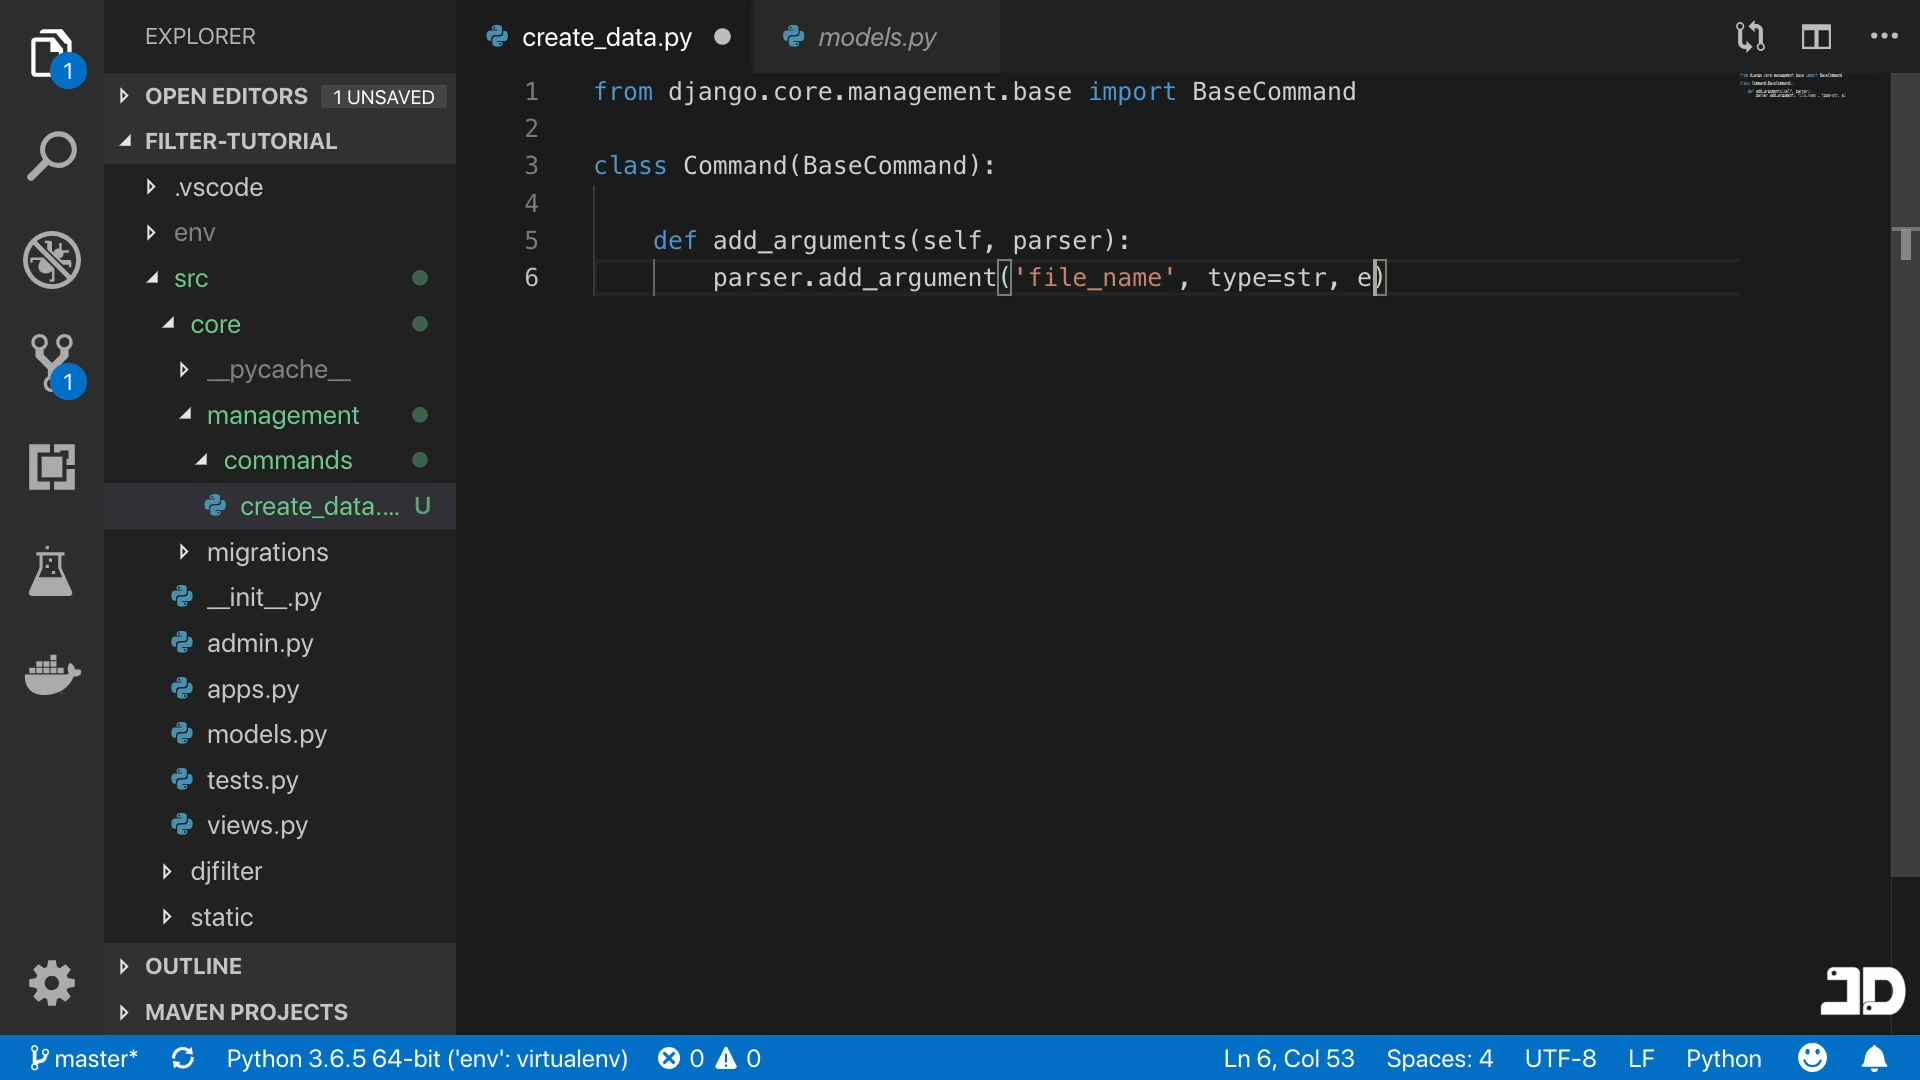 EXPLORER
OPEN EDITORS 1 UNSAVED
FILTER-TUTORIAL
.vscode
env
src
core
__pycache__
management
commands
create_data.... U
migrations
__init__.py
admin.py
apps.py
models.py
tests.py
views.py
djfilter
static
OUTLINE
MAVEN PROJECTS
1
1
create_data.py
models.py
1 from django.core.management.base import BaseCommand
2
3 class Command(BaseCommand):
4
5 def add_arguments(self, parser):
6 parser.add_argument('file_name', type=str, e)
JD
master* Python 3.6.5 64-bit ('env': virtualenv) 0 0 Ln 6, Col 53 Spaces: 4 UTF-8 LF Python